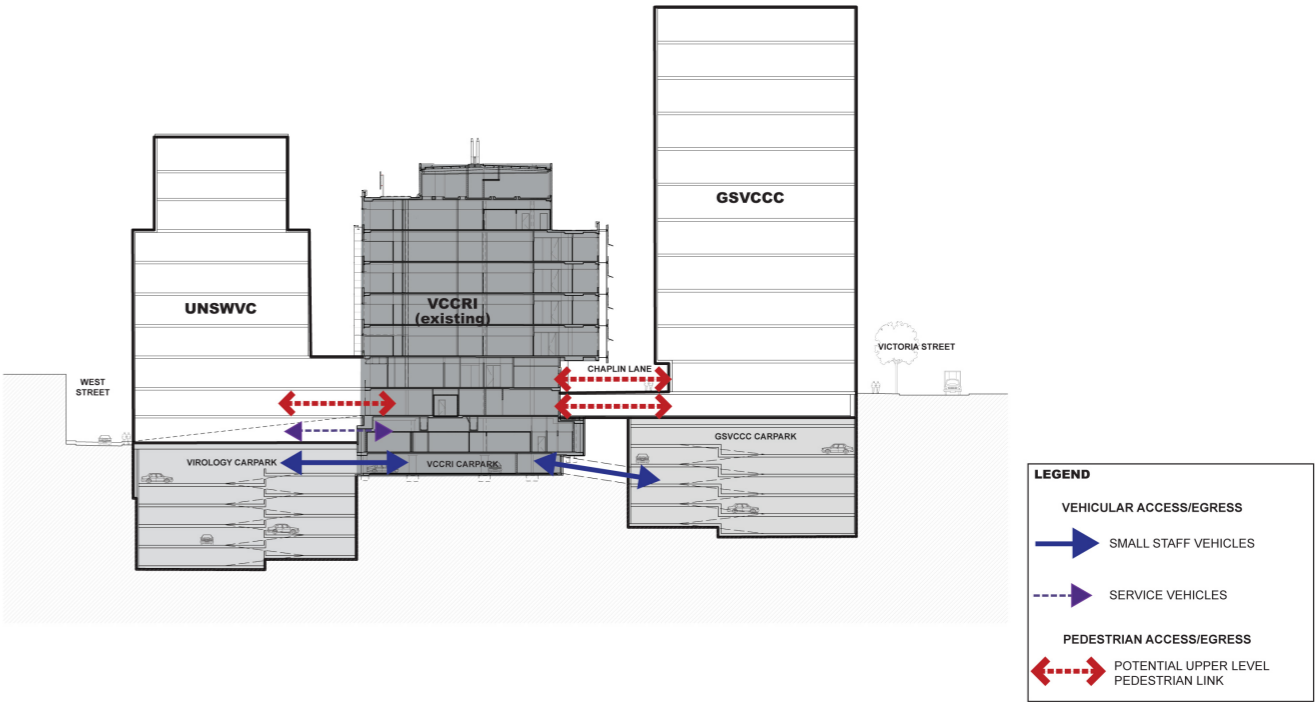 GSVCCC
UNSWVC
VCCRI
(existing)
VICTORIA STREET
CHAPLIN LANE
WEST
STREET
GSVCCC CARPARK
VIROLOGY CARPARK
VCCRI CARPARK
LEGEND
VEHICULAR ACCESS/EGRESS
SMALL STAFF VEHICLES
SERVICE VEHICLES
PEDESTRIAN ACCESS/EGRESS
POTENTIAL UPPER LEVEL
PEDESTRIAN LINK